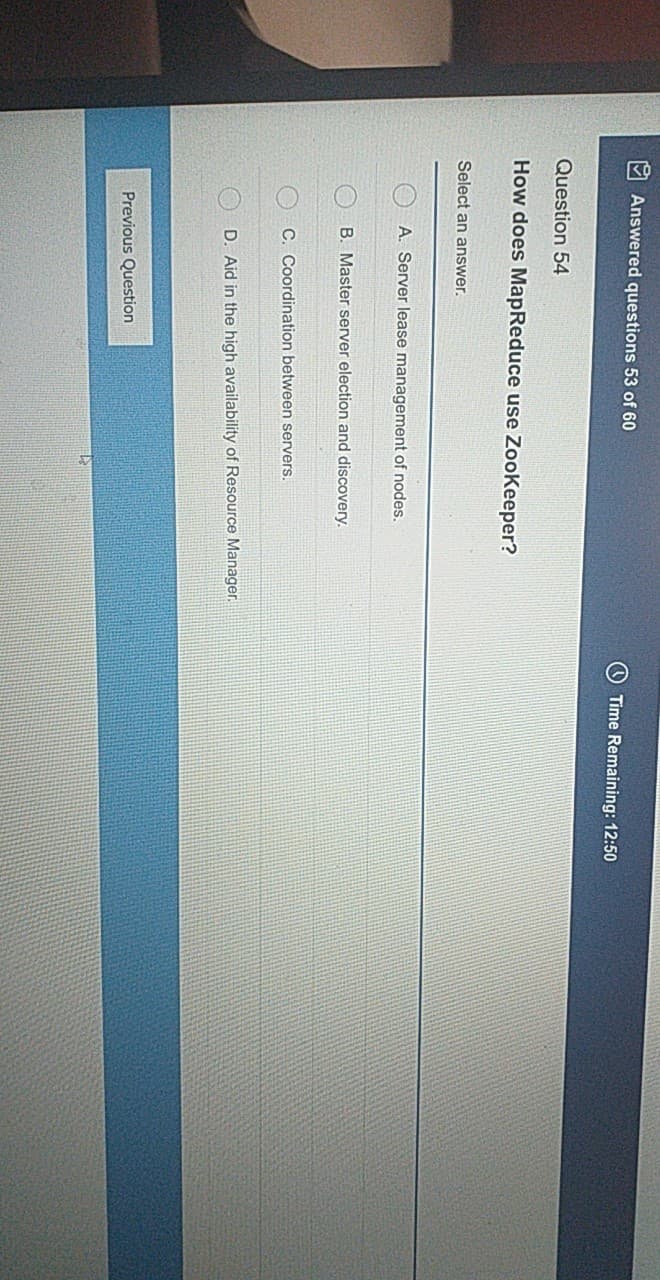 Answered questions 53 of 60
Time Remaining: 12:50
Question 54
How does MapReduce use ZooKeeper?
Select an answer.
A. Server lease management of nodes.
B. Master server election and discovery.
C. Coordination between servers.
D. Aid in the high availability of Resource Manager.
Previous Question